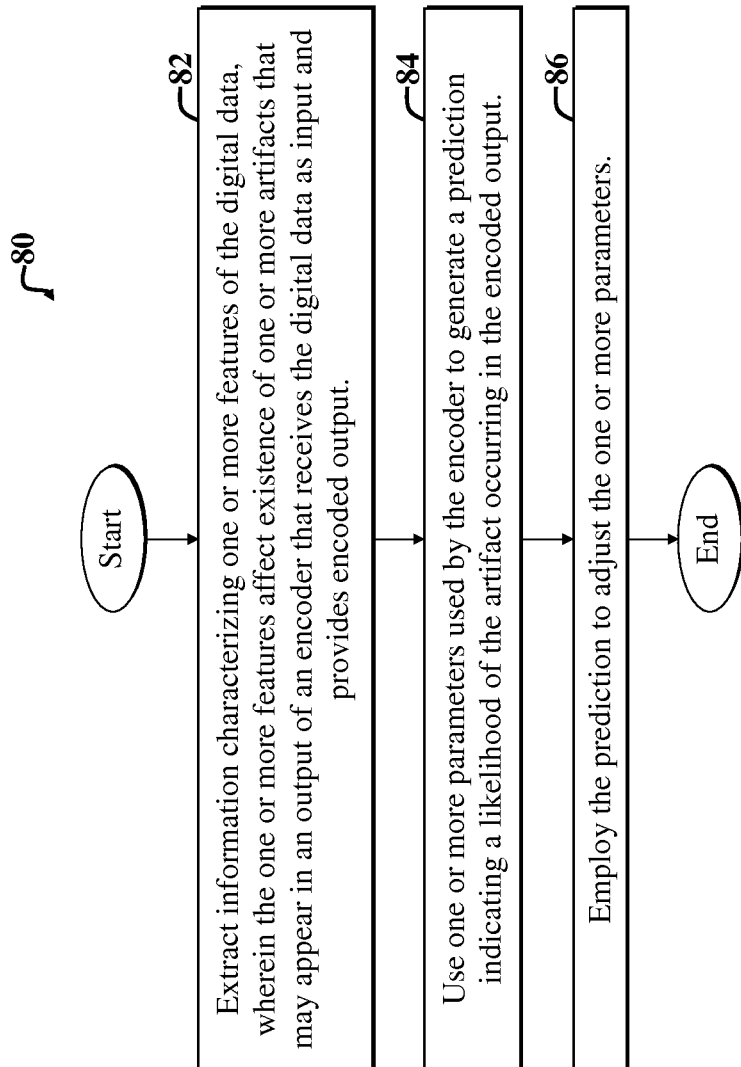 80
Start
82
Extract information characterizing one or more features of the digital data,
wherein the one or more features affect existence of one or more artifacts that
may appear in an output of an encoder that receives the digital data as input and
provides encoded output.
84
Use one or more parameters used by the encoder to generate a prediction
indicating a likelihood of the artifact occurring in the encoded output.
86
Employ the prediction to adjust the one or more parameters.
End